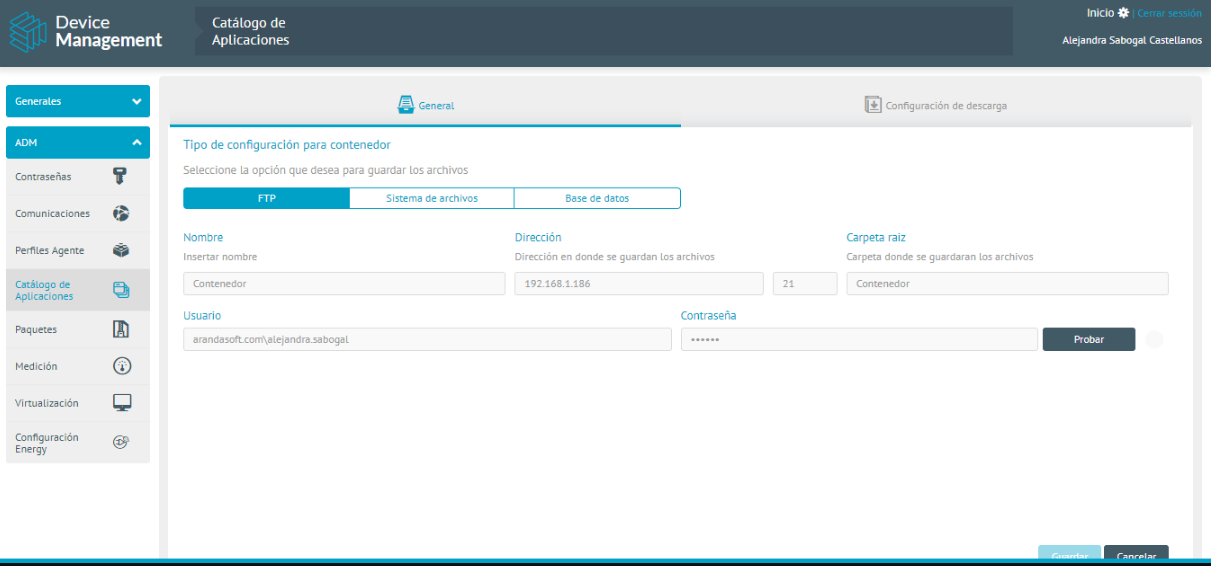 Device
Management
Catálogo de
Aplicaciones
Inicio | Cerrar sesión
Alejandra Sabogal Castellanos
Generales
ADM
Contraseñas
Comunicaciones
Perfiles Agente
Catálogo de
Aplicaciones
Paquetes
Medición
Virtualización
Configuración
Energy
General
Configuración de descarga
Tipo de configuración para contenedor
Seleccione la opción que desea para guardar los archivos
FTP
Sistema de archivos
Base de datos
Nombre
Dirección
Carpeta raiz
Insertar nombre
Dirección en donde se guardan los archivos
Carpeta donde se guardaran los archivos
Contenedor
192.168.1.186
21
Contenedor
Usuario
Contraseña
arandasoft.com\alejandra.sabogal
••••••
Probar
Guardar
Cancelar